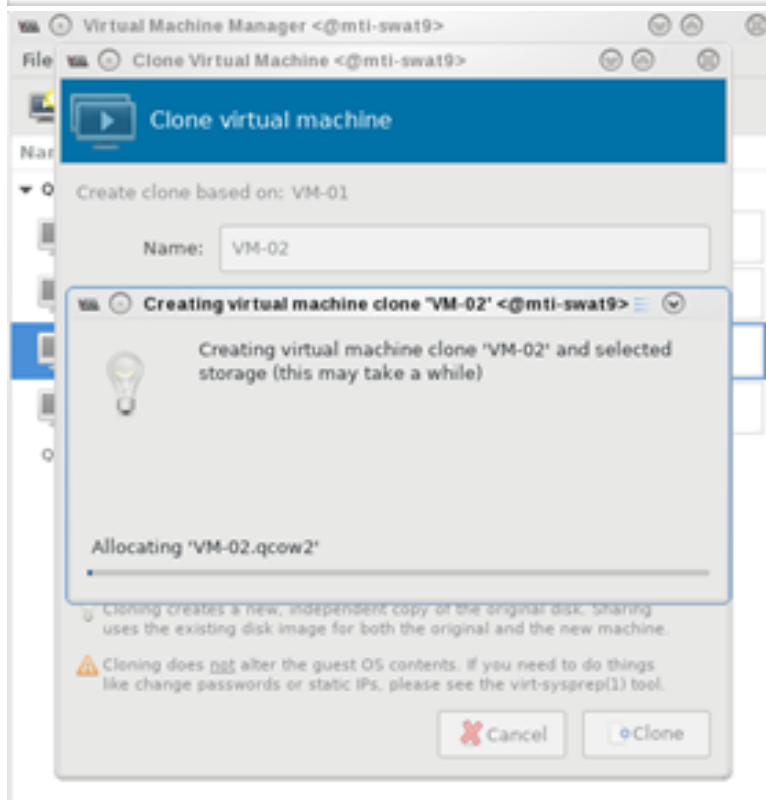 Virtual Machine Manager <@mti-swat9>
File
Clone Virtual Machine <@mti-swat9>
Clone virtual machine
Create clone based on: VM-01
Name: VM-02
Creating virtual machine clone 'VM-02' <@mti-swat9>
Creating virtual machine clone 'VM-02' and selected
storage (this may take a while)
Allocating 'VM-02.qcow2'
Cloning creates a new, independent copy of the original disk. Sharing
uses the existing disk image for both the original and the new machine.
Cloning does not alter the guest OS contents. If you need to do things
like change passwords or static IPs, please see the virt-sysprep(1) tool.
Cancel
Clone